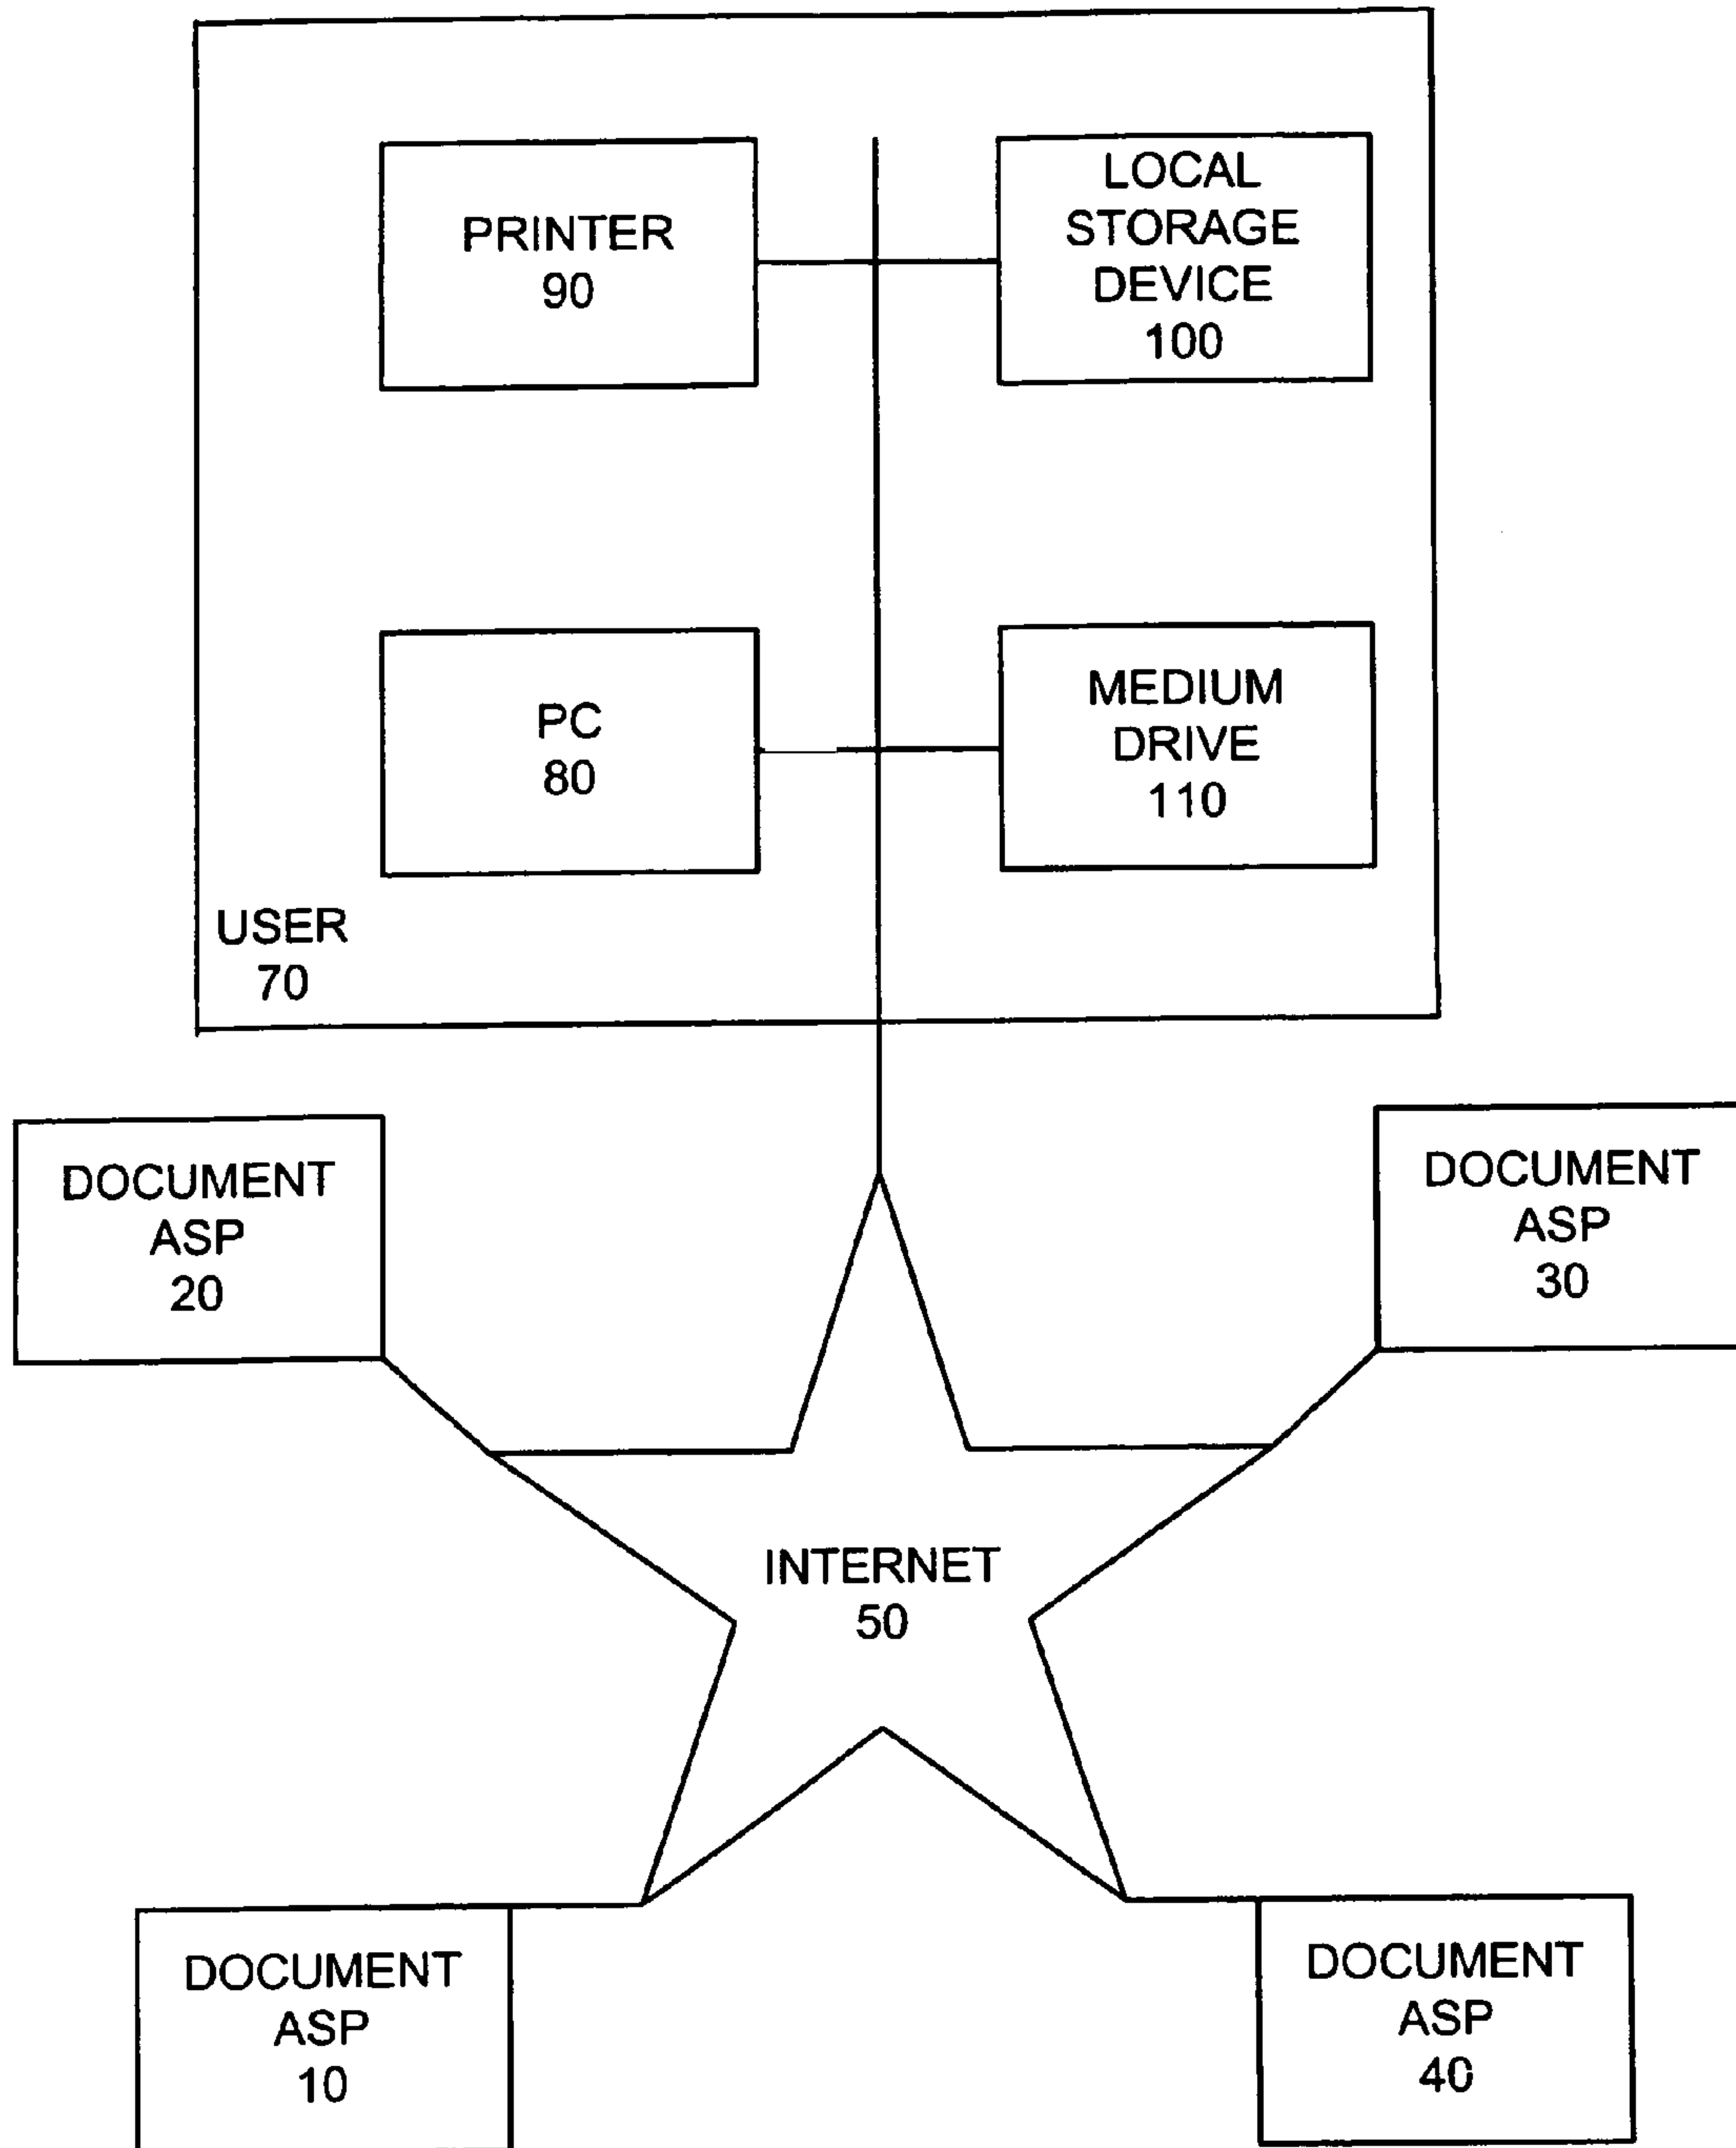 PRINTER
90
LOCAL
STORAGE
DEVICE
100
PC
80
MEDIUM
DRIVE
110
USER
70
DOCUMENT
ASP
20
DOCUMENT
ASP
30
INTERNET
50
DOCUMENT
ASP
10
DOCUMENT
ASP
40